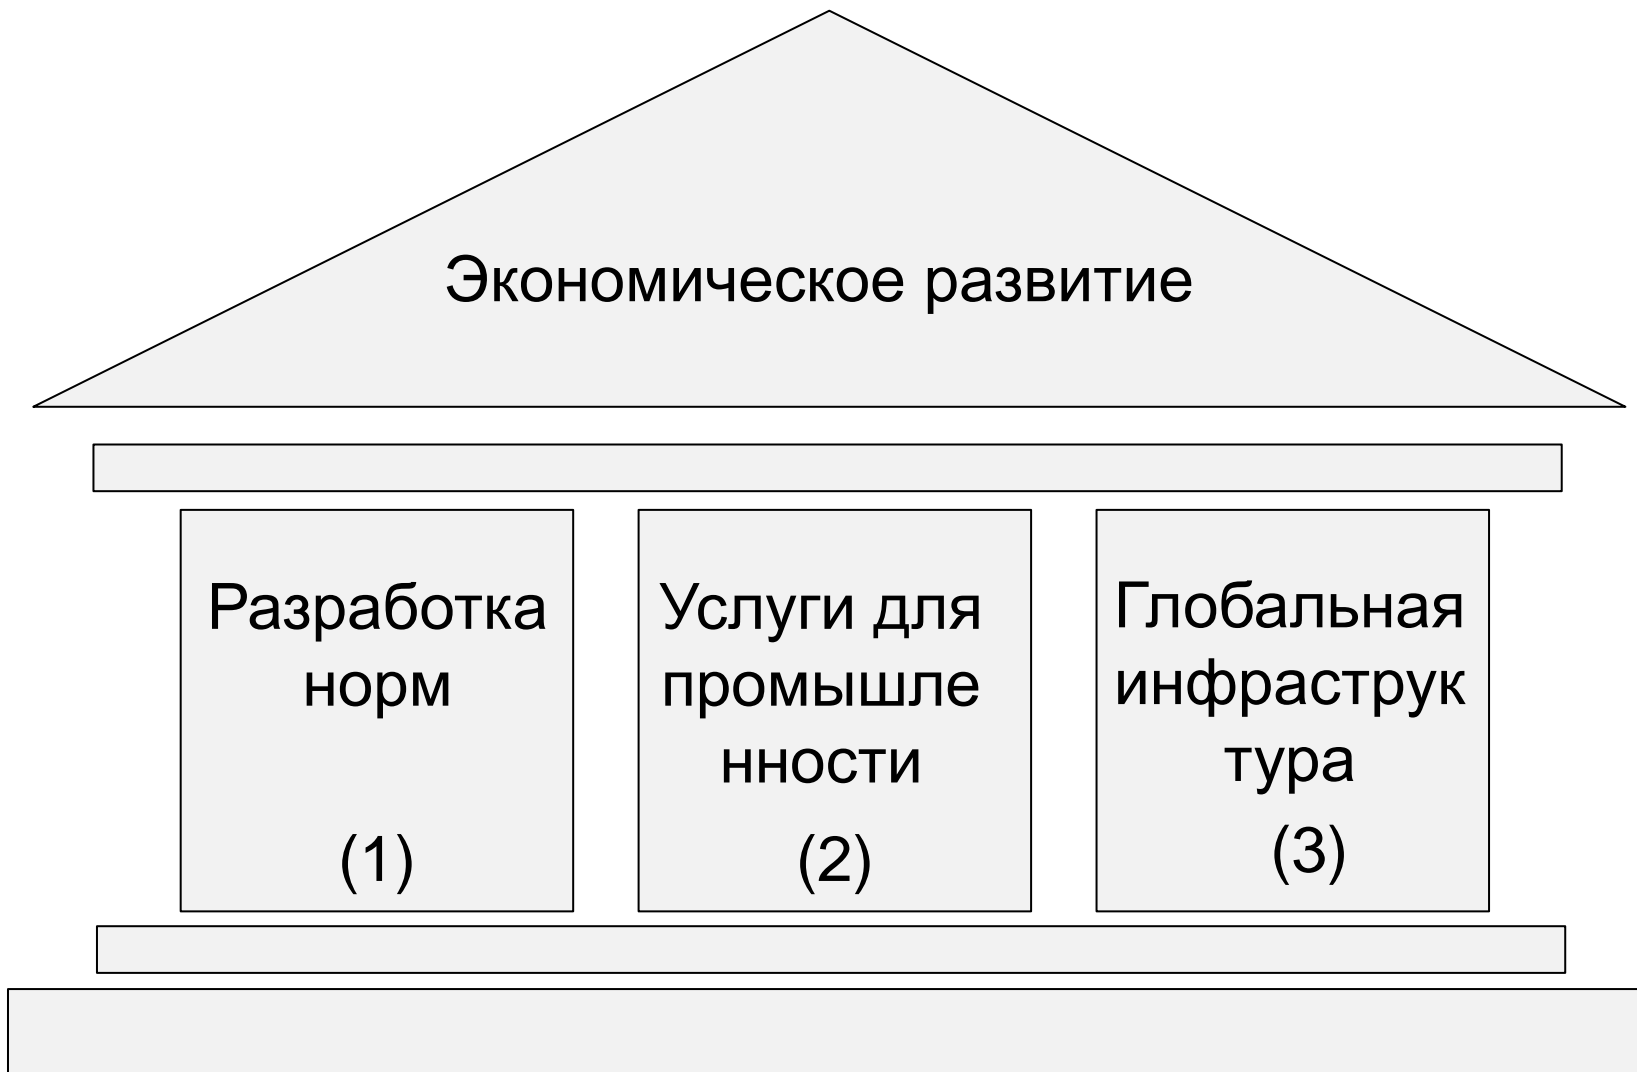 Экономическое развитие
Разработка
норм
(1)
Услуги для
промышле
нности
(2)
Глобальная
инфраструк
тура
(3)